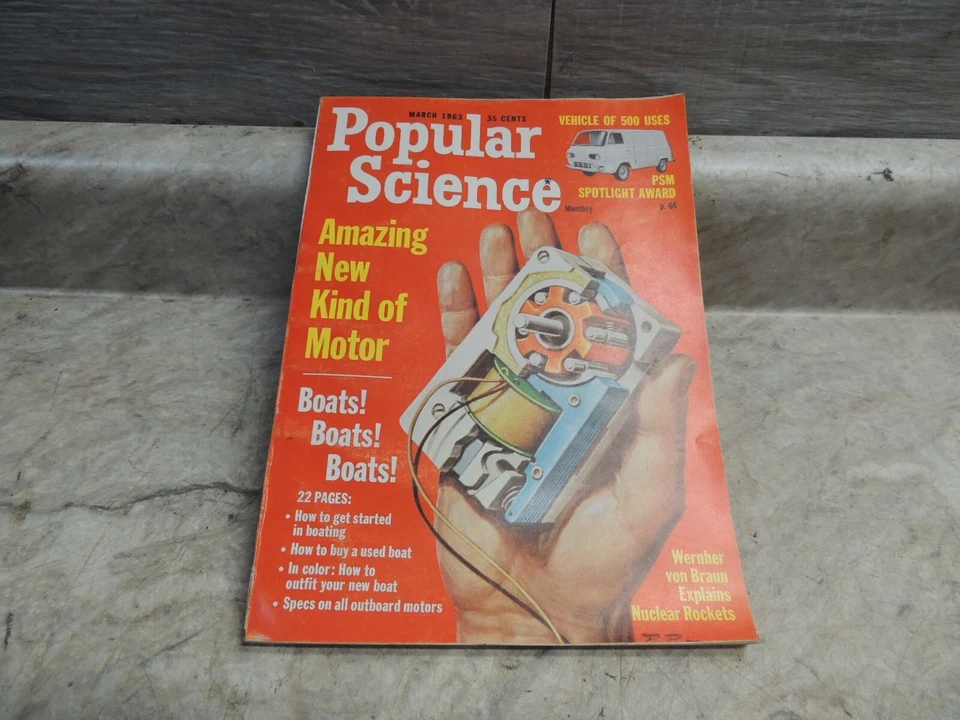 MARCH 1963 35 CENTS
Popular
Science
Monthly
VEHICLE OF 500 USES
PSM
SPOTLIGHT AWARD
p. 64
Amazing
New
Kind of
Motor
Boats!
Boats!
Boats!
22 PAGES:
• How to get started
in boating
• How to buy a used boat
• In color: How to
outfit your new boat
• Specs on all outboard motors
Wernher
von Braun
Explains
Nuclear Rockets